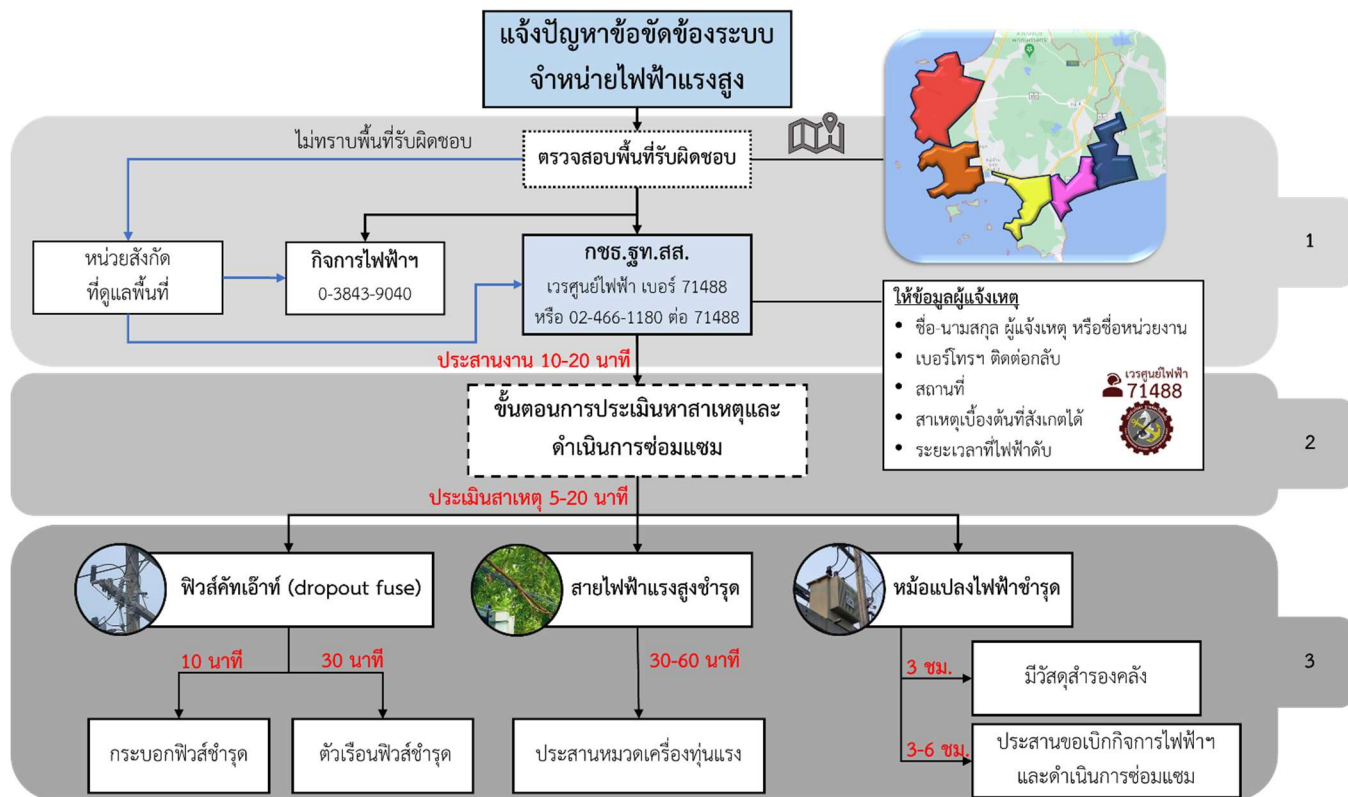 แจ้งปัญหาข้อขัดข้องระบบ
จำหน่ายไฟฟ้าแรงสูง
ไม่ทราบพื้นที่รับผิดชอบ
ตรวจสอบพื้นที่รับผิดชอบ
1
หน่วยสังกัด
ที่ดูแลพื้นที่
กิจการไฟฟ้าฯ
0-3843-9040
กชธ.ฐท.สส.
เวรศูนย์ไฟฟ้า เบอร์ 71488
หรือ 02-466-1180 ต่อ 71488
ให้ข้อมูลผู้แจ้งเหตุ
• ชื่อ-นามสกุล ผู้แจ้งเหตุ หรือชื่อหน่วยงาน
• เบอร์โทรฯ ติดต่อกลับ
• สถานที่
• สาเหตุเบื้องต้นที่สังเกตได้
• ระยะเวลาที่ไฟฟ้าดับ
เวรศูนย์ไฟฟ้า
71488
ประสานงาน 10-20 นาที
ขั้นตอนการประเมินหาสาเหตุและ
ดำเนินการซ่อมแซม
2
ประเมินสาเหตุ 5-20 นาที
ฟิวส์คัทเอ๊าท์ (dropout fuse)
สายไฟฟ้าแรงสูงชำรุด
หม้อแปลงไฟฟ้าชำรุด
10 นาที
30 นาที
30-60 นาที
3 ชม.
มีวัสดุสำรองคลัง
3
กระบอกฟิวส์ชำรุด
ตัวเรือนฟิวส์ชำรุด
ประสานหมวดเครื่องทุ่นแรง
3-6 ชม.
ประสานขอเบิกกิจการไฟฟ้าฯ
และดำเนินการซ่อมแซม